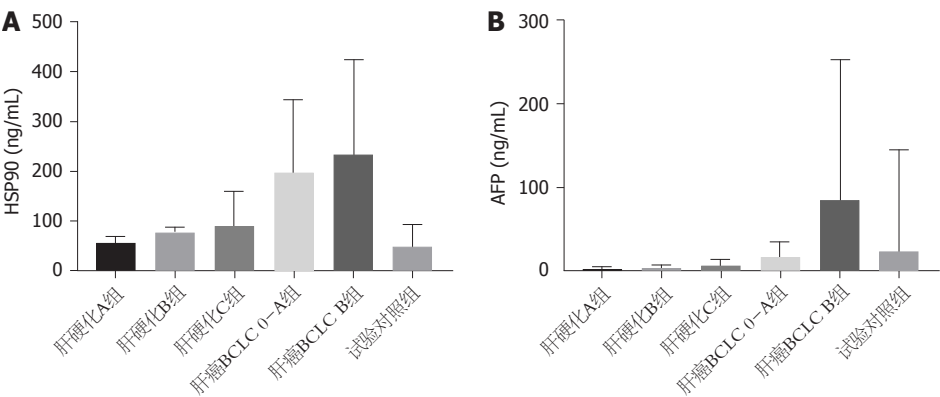 A
HSP90 (ng/mL)
500
400
300
200
100
0
肝硬化A组
肝硬化B组
肝硬化C组
肝癌BCLC 0-A组
肝癌BCLC B组
试验对照组
B
AFP (ng/mL)
300
200
100
0
肝硬化A组
肝硬化B组
肝硬化C组
肝癌BCLC 0-A组
肝癌BCLC B组
试验对照组